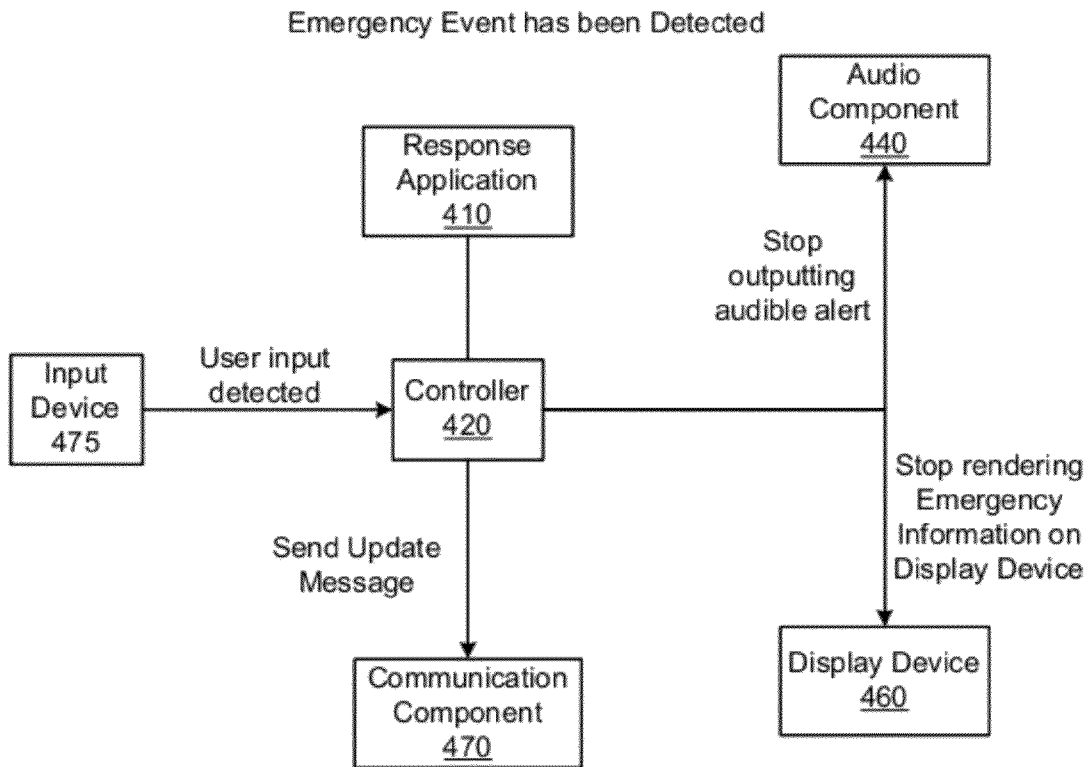 Emergency Event has been Detected
Audio
Component
440
Response
Application
410
Stop
outputting
audible alert
Input
Device
475
User input
detected
Controller
420
Stop rendering
Emergency
Information on
Display Device
Send Update
Message
Communication
Component
470
Display Device
460